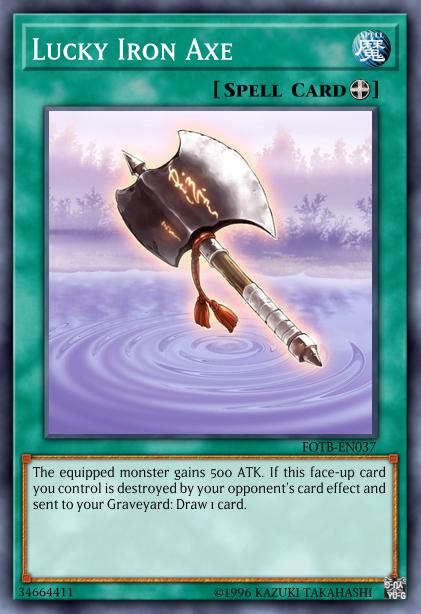 LUCKY IRON AXE
SPELL
魔
[SPELL CARD]
FOTB-EN037
The equipped monster gains 500 ATK. If this face-up card
you control is destroyed by your opponent's card effect and
sent to your Graveyard: Draw 1 card.
34664411
©1996 KAZUKI TAKAHASHI